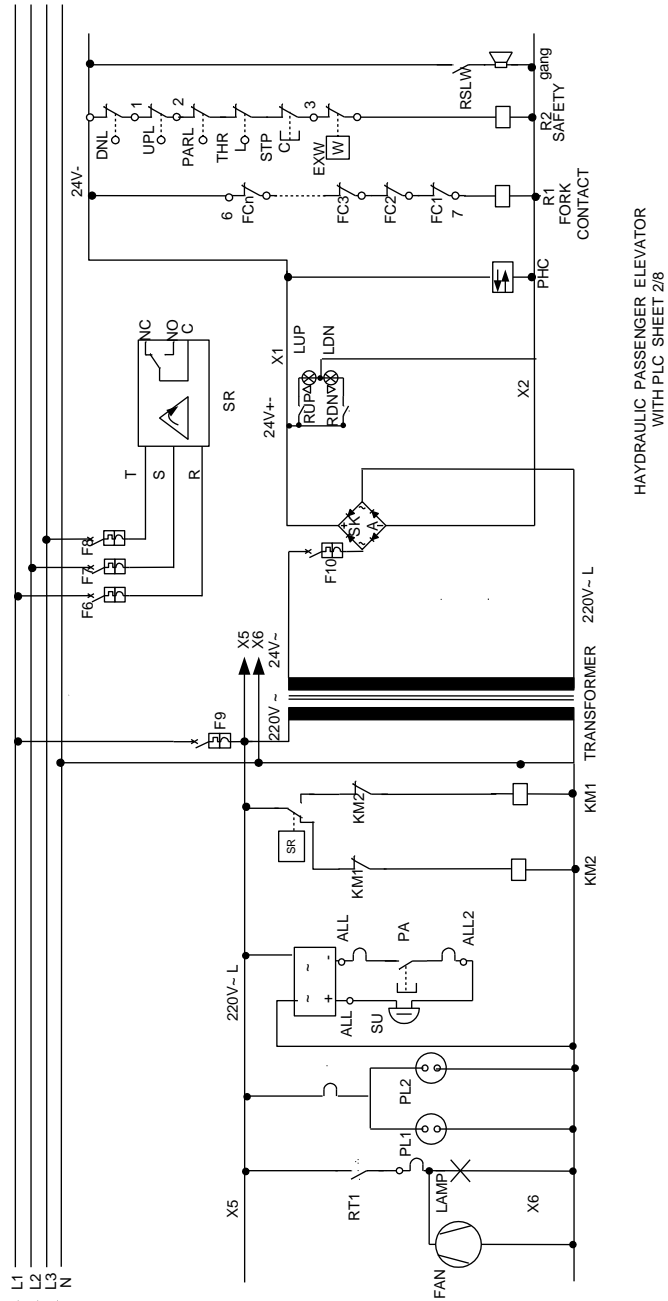 L1
L2
L3
N
X5
RT1
LAMP
FAN
X6
PL1
PL2
220V~ L
~
~
+
-
ALL
ALL
SU
PA
ALL2
SR
KM1
KM2
KM2
KM1
F9
220V ~
X5
X6
24V~
TRANSFORMER
220V~ L
F6
F7
F8
T
S
R
NC
NO
C
SR
F10
SK
A
+
-
~
~
24V+-
X1
RUP
LUP
RDN
LDN
X2
PHC
24V-
6
FCn
FC3
FC2
FC1
7
R1
FORK
CONTACT
DNL
1
UPL
2
PARL
THR
L
STP
C
3
EXW
W
R2
SAFETY
RSLW
gang
HAYDRAULIC PASSENGER ELEVATOR
WITH PLC SHEET 2/8